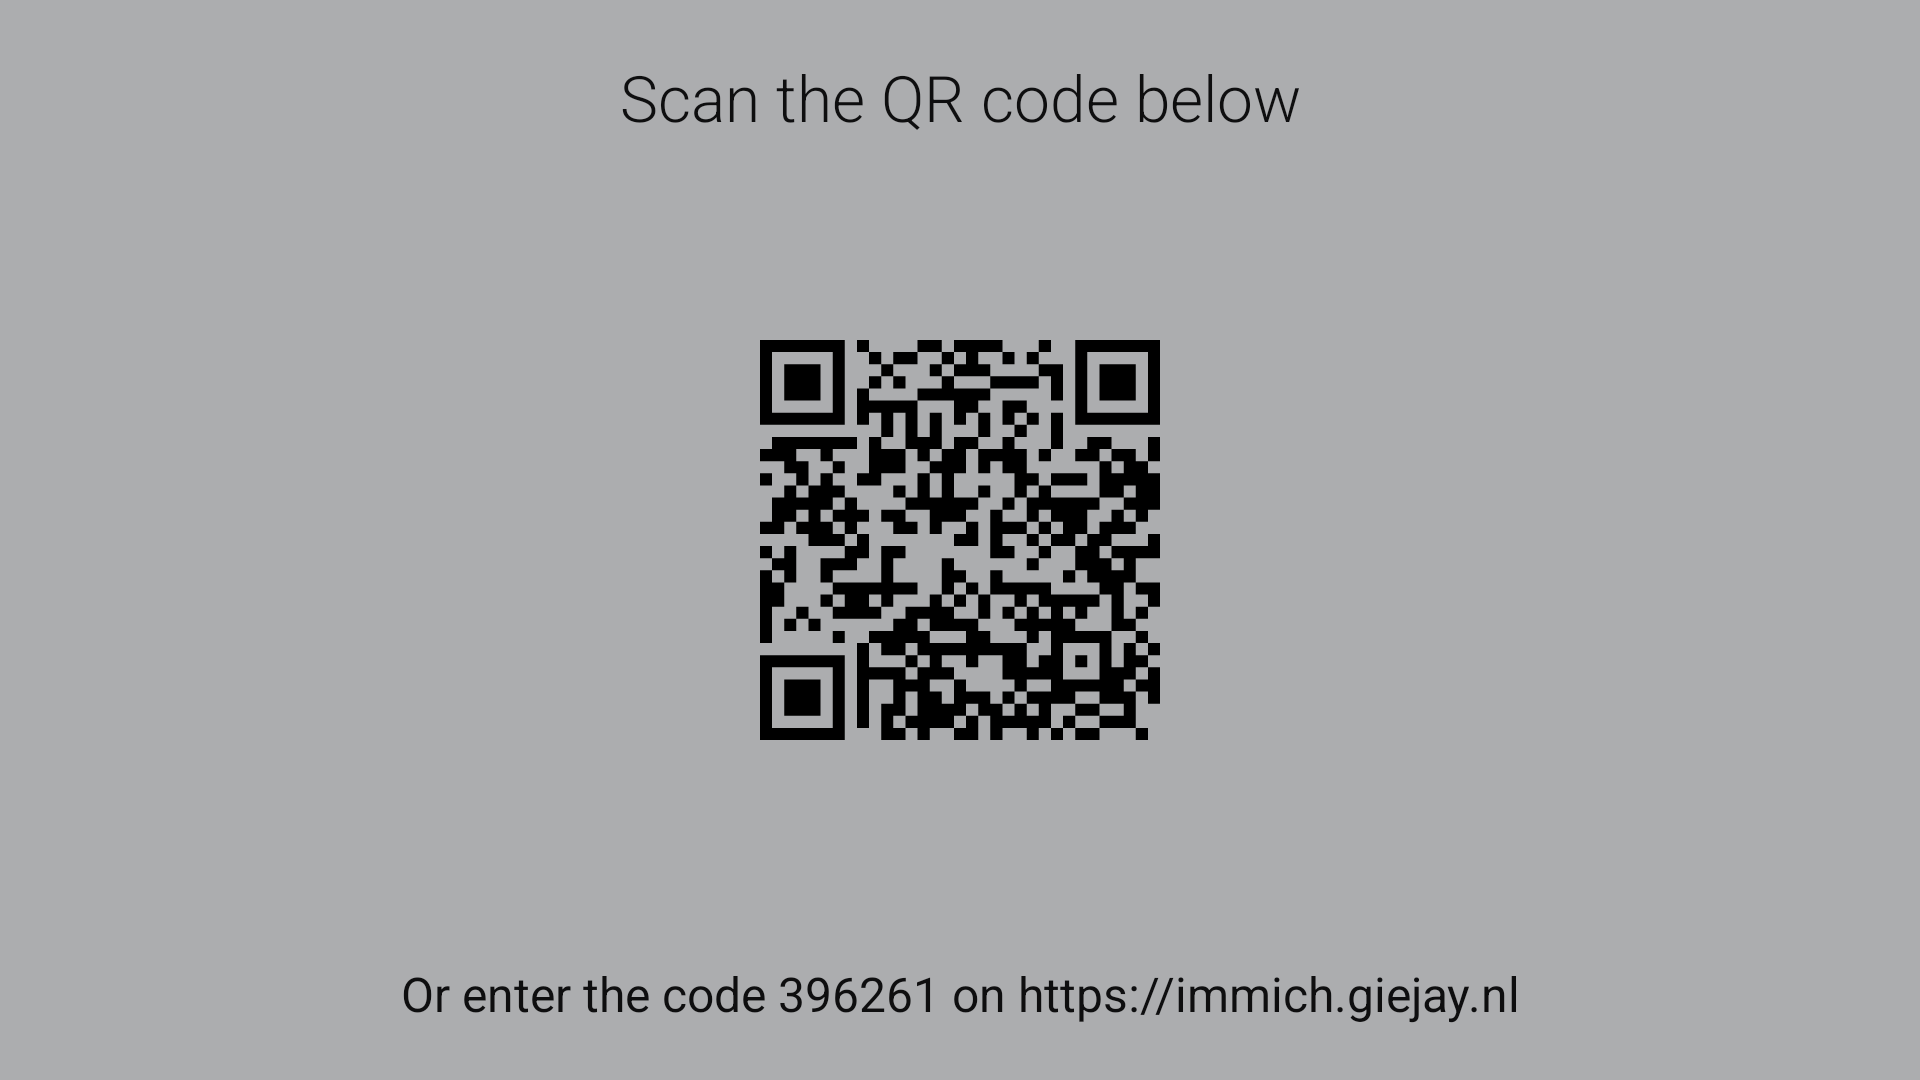 Scan the QR code below
Or enter the code 396261 on https://immich.giejay.nl